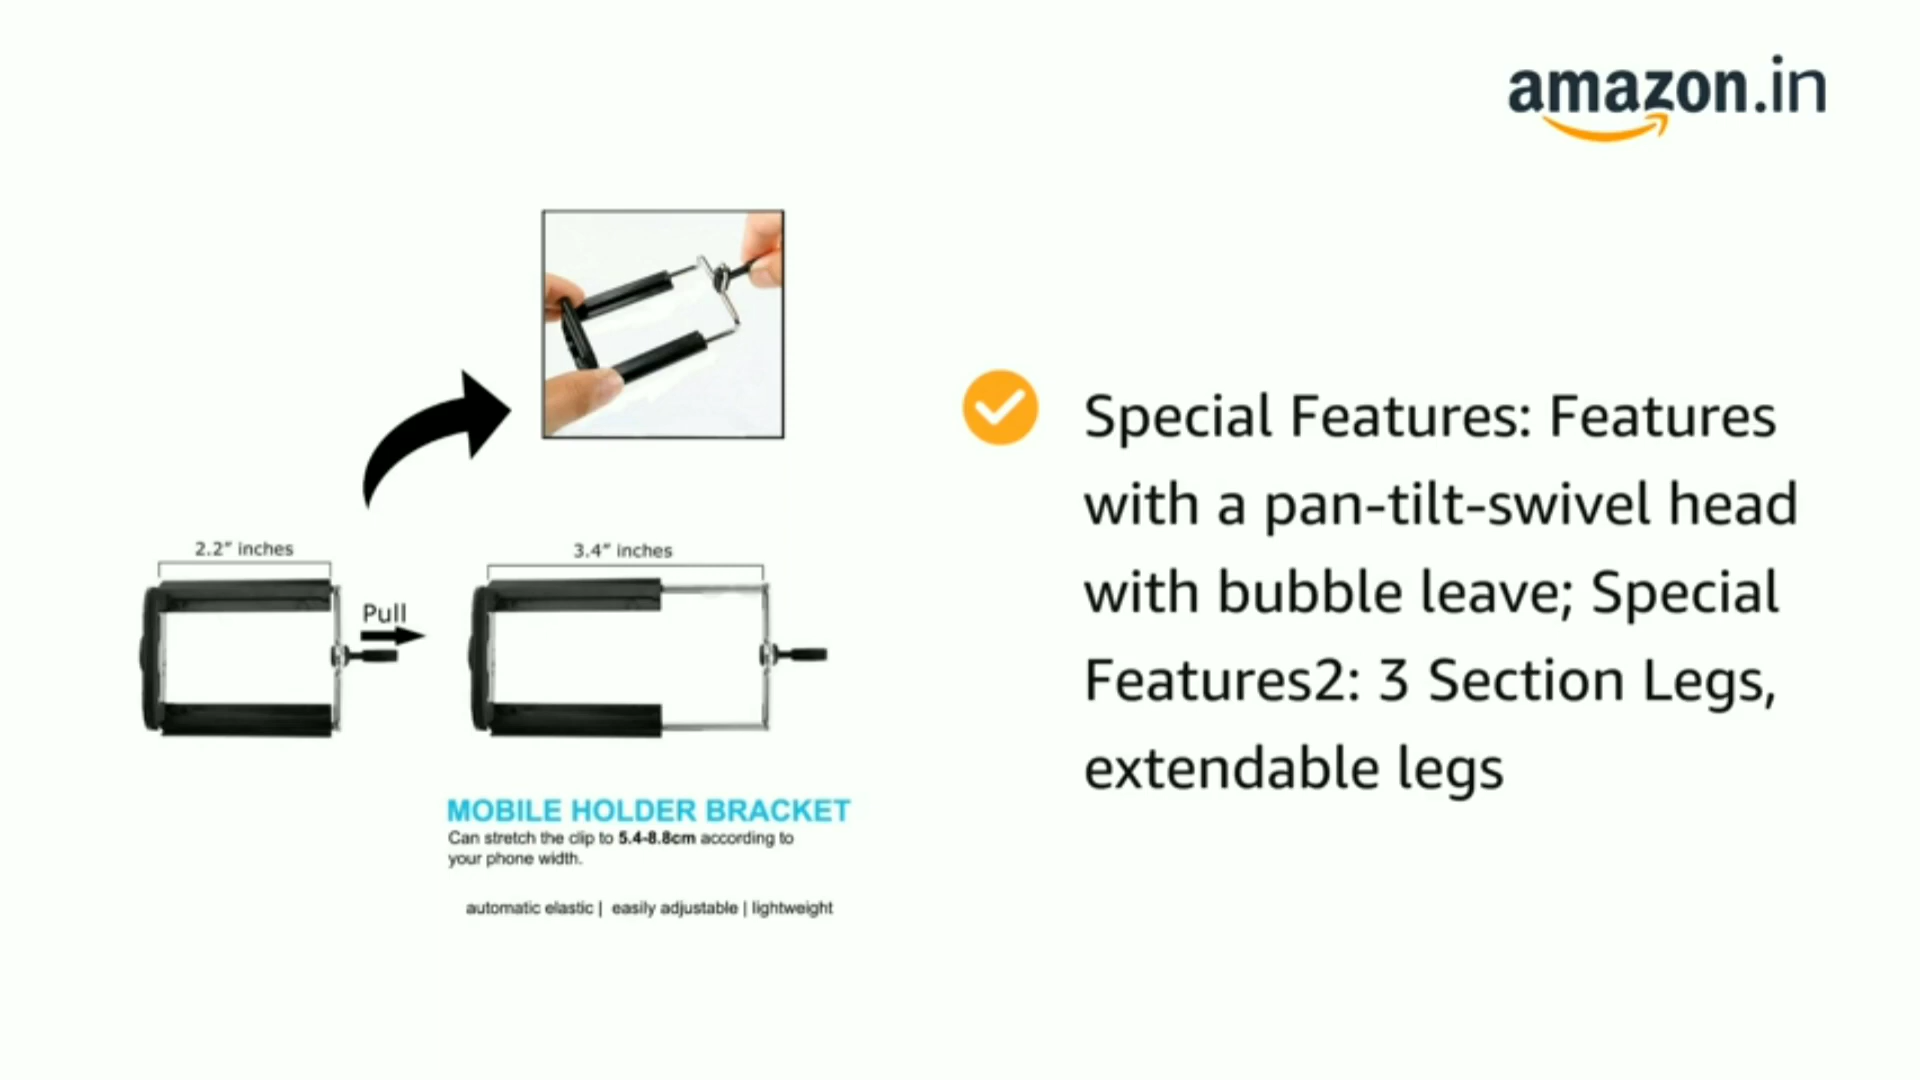 amazon.in
2.2" inches
3.4" inches
Pull
MOBILE HOLDER BRACKET
Can stretch the clip to 5.4-8.8cm according to
your phone width.
automatic elastic | easily adjustable | lightweight
Special Features: Features
with a pan-tilt-swivel head
with bubble leave; Special
Features2: 3 Section Legs,
extendable legs